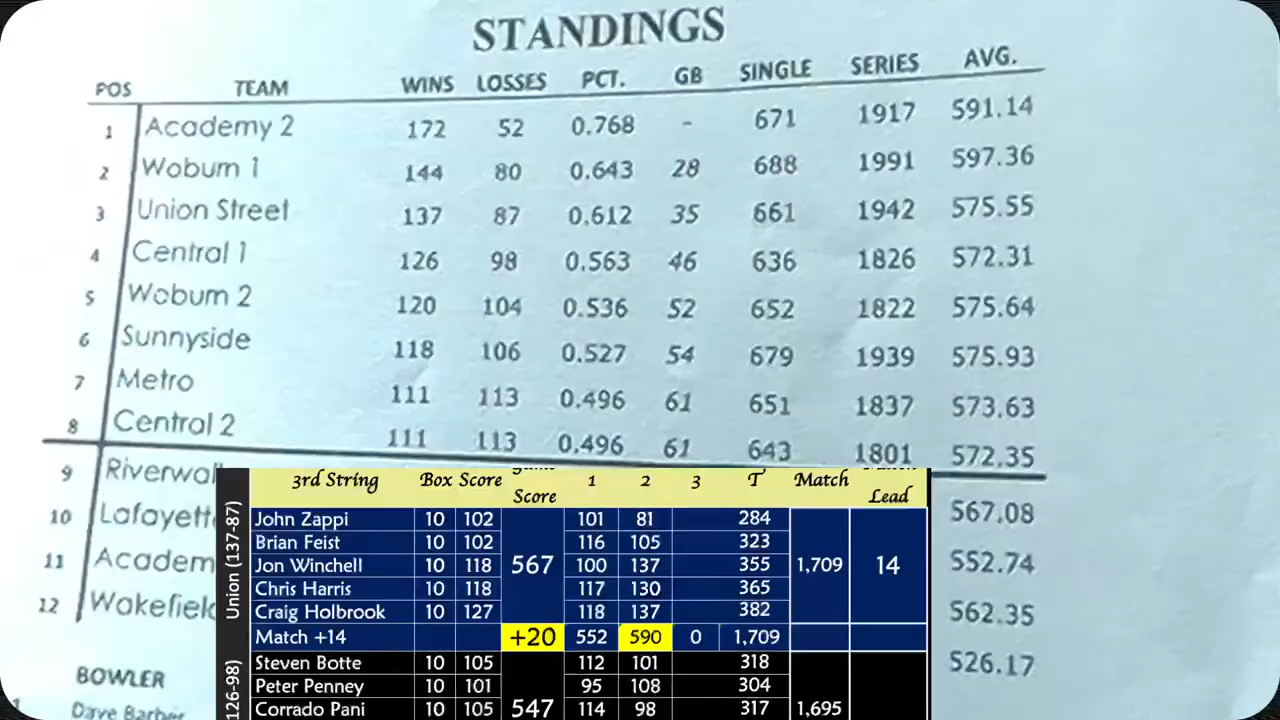 STANDINGS
POS TEAM WINS LOSSES PCT. GB SINGLE SERIES AVG.
1 Academy 2 172 52 0.768 - 671 1917 591.14
2 Woburn 1 144 80 0.643 28 688 1991 597.36
3 Union Street 137 87 0.612 35 661 1942 575.55
4 Central 1 126 98 0.563 46 636 1826 572.31
5 Woburn 2 120 104 0.536 52 652 1822 575.64
6 Sunnyside 118 106 0.527 54 679 1939 575.93
7 Metro 111 113 0.496 61 651 1837 573.63
8 Central 2 111 113 0.496 61 643 1801 572.35
9 567.08
10 552.74
11 562.35
12 526.17
BOWLER
Dave Barber
3rd String Box Score Score 1 2 3 T Match Lead
Union (137-87)
John Zappi 10 102 101 81 284
Brian Feist 10 102 116 105 323
Jon Winchell 10 118 567 100 137 355 1,709 14
Chris Harris 10 118 117 130 365
Craig Holbrook 10 127 118 137 382
Match +14 +20 552 590 0 1,709
(126-98)
Steven Botte 10 105 112 101 318
Peter Penney 10 101 95 108 304
Corrado Pani 10 105 547 114 98 317 1,695